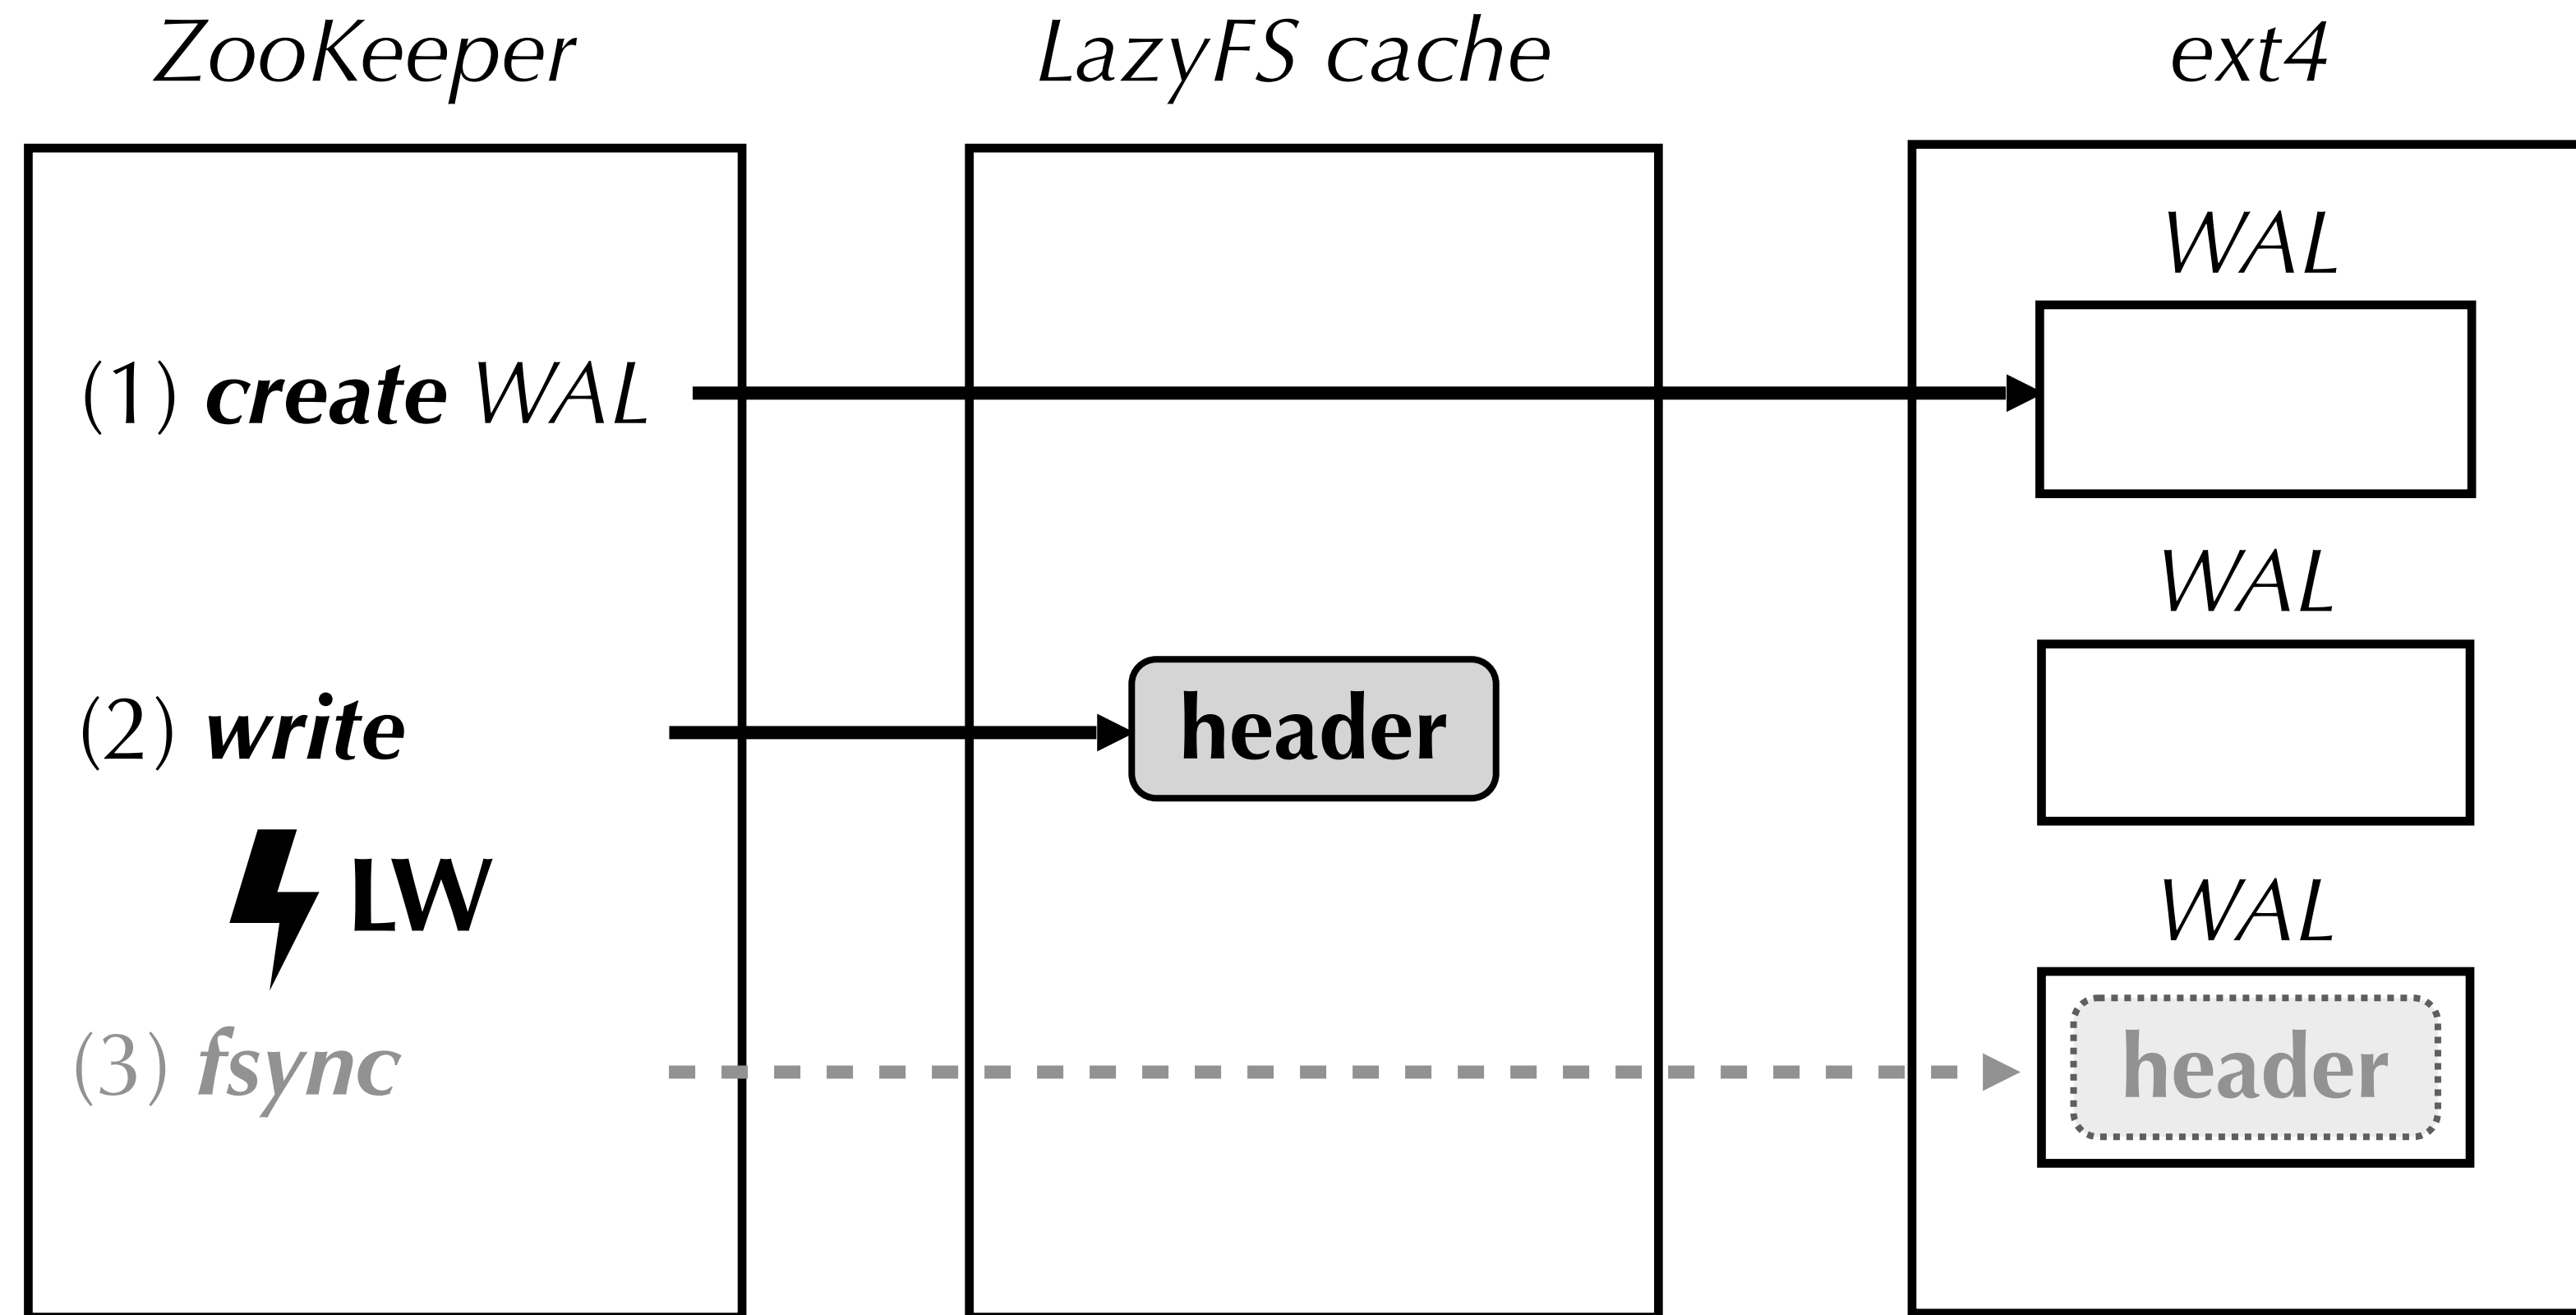 ZooKeeper
LazyFS cache
ext4
WAL
(1) create WAL
WAL
(2) write
header
LW
WAL
(3) fsync
header